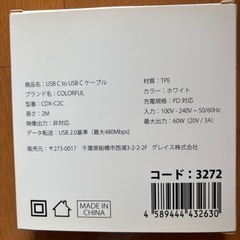 商品名：USB C to USB C ケーブル
ブランド名：COLORFUL
型番：CDX-C2C
長さ：2M
映像出力：非対応
データ転送：USB 2.0基準（最大480Mbps）
材質：TPE
カラー：ホワイト
充電規格：PD 対応
入力：100V - 240V ~ 50/60Hz
最大出力：60W（20V / 3A）
販売元：〒273-0017 千葉県船橋市西浦3-2-2-2F グレイス株式会社
コード：3272
MADE IN
CHINA
4 589444 432630